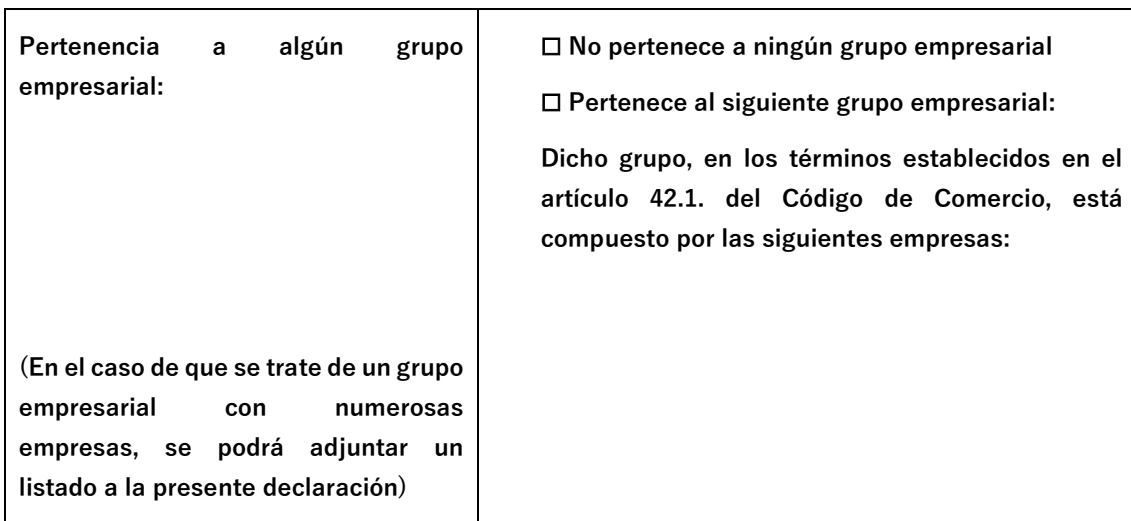 Pertenencia a algún grupo
empresarial:
(En el caso de que se trate de un grupo
empresarial con numerosas
empresas, se podrá adjuntar un
listado a la presente declaración)
☐ No pertenece a ningún grupo empresarial
☐ Pertenece al siguiente grupo empresarial:
Dicho grupo, en los términos establecidos en el
artículo 42.1. del Código de Comercio, está
compuesto por las siguientes empresas: